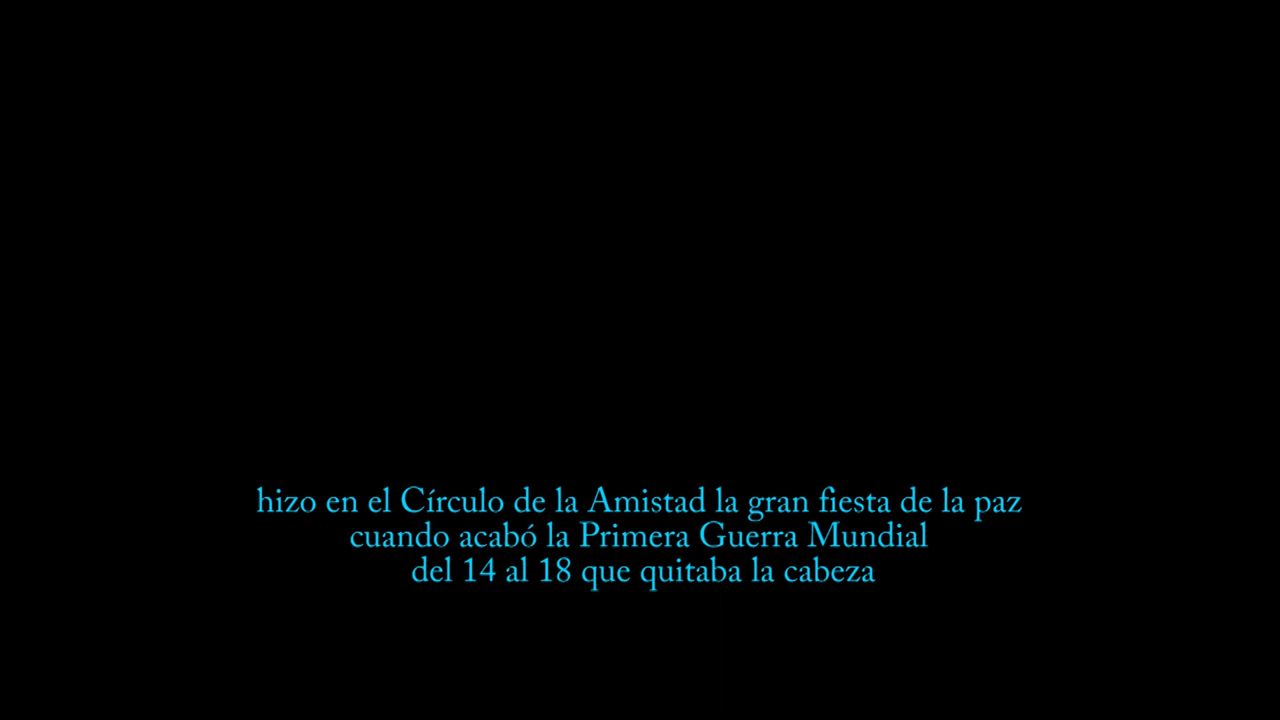 hizo en el Círculo de la Amistad la gran fiesta de la paz
cuando acabó la Primera Guerra Mundial
del 14 al 18 que quitaba la cabeza